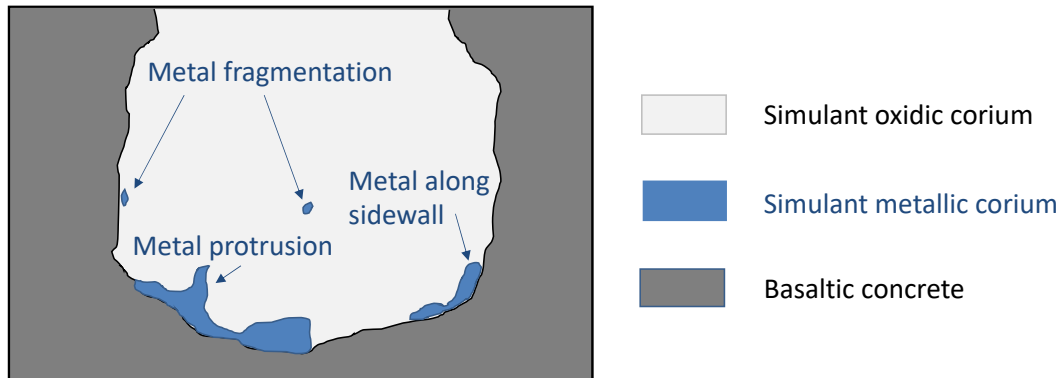 Metal fragmentation
Metal along
sidewall
Metal protrusion
Simulant oxidic corium
Simulant metallic corium
Basaltic concrete